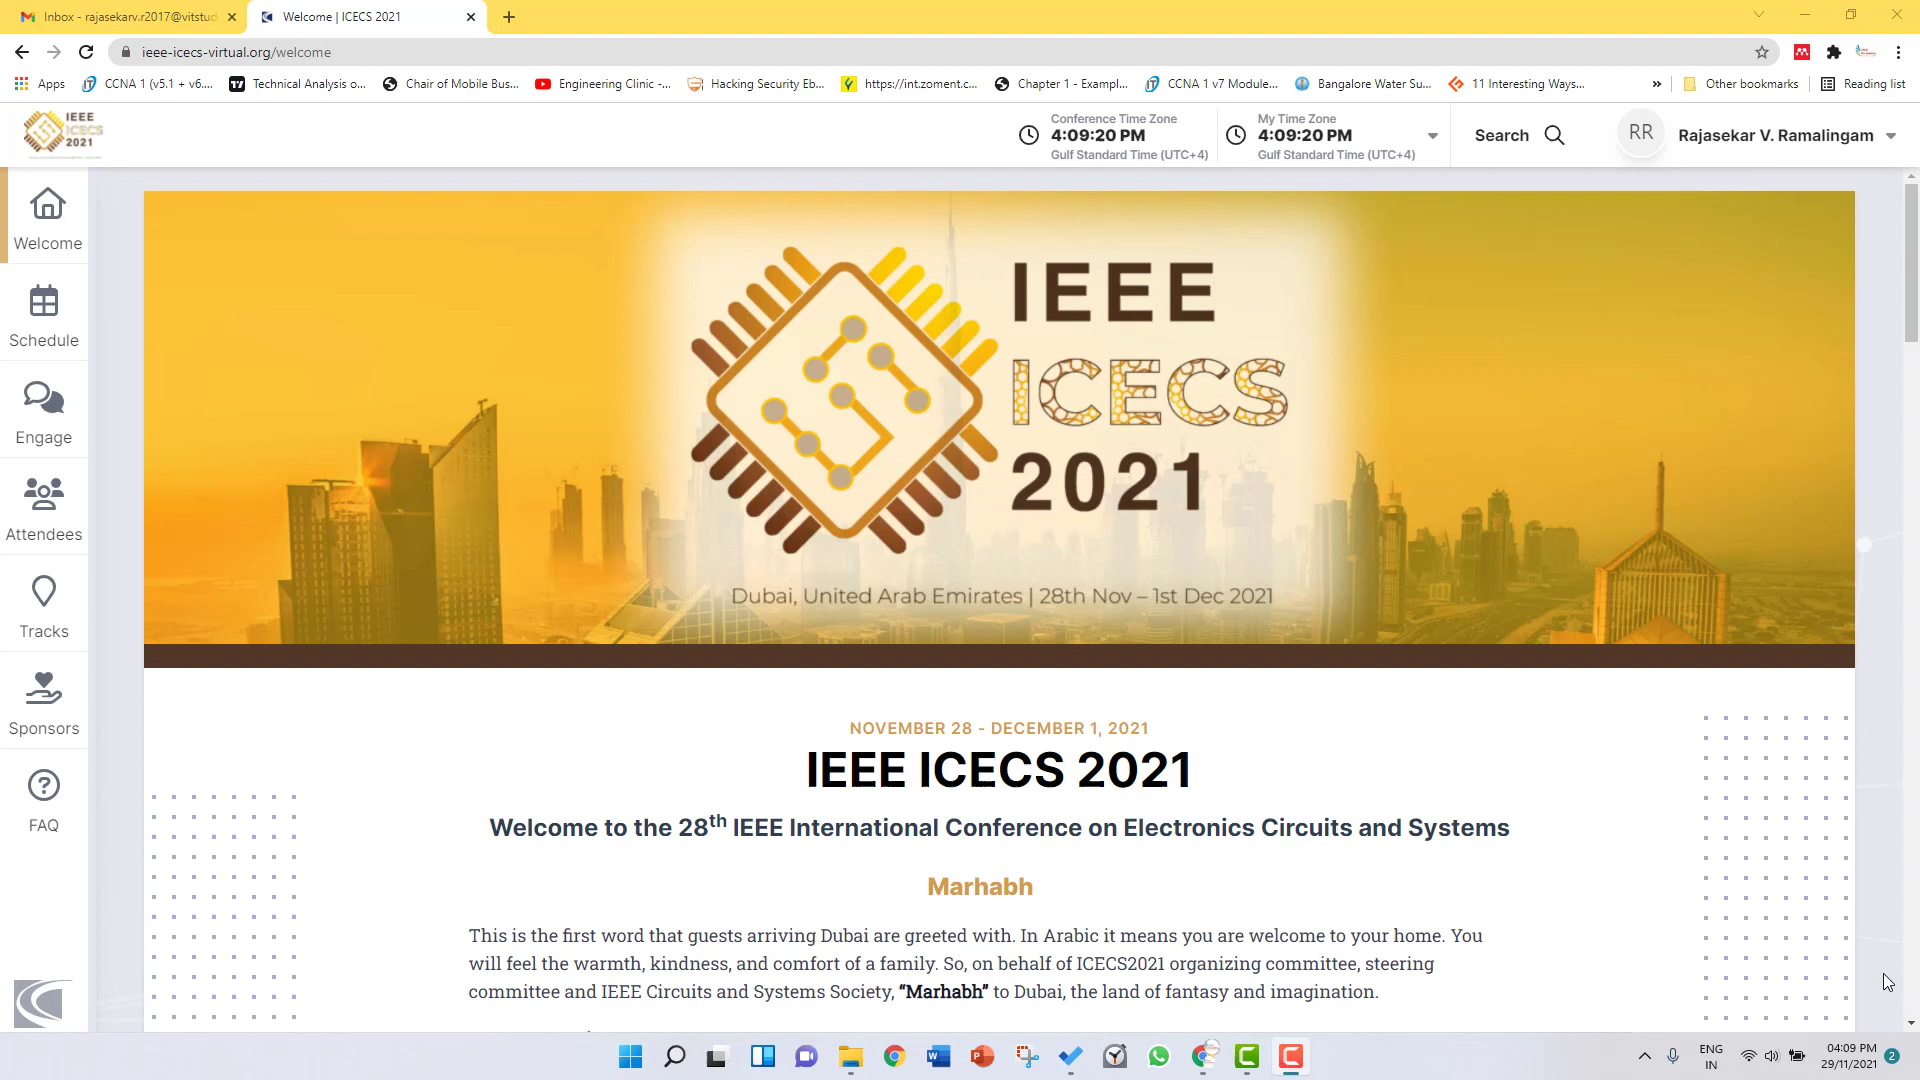 Inbox - rajasekarv.r2017@vitstud
Welcome | ICECS 2021
ieee-icecs-virtual.org/welcome
Apps
CCNA 1 (v5.1 + v6....
Technical Analysis o...
Chair of Mobile Bus...
Engineering Clinic -...
Hacking Security Eb...
https://int.zoment.c...
Chapter 1 - Exampl...
CCNA 1 v7 Module...
Bangalore Water Su...
11 Interesting Ways...
»
Other bookmarks
Reading list
IEEE
ICECS
2021
Conference Time Zone
4:09:20 PM
Gulf Standard Time (UTC+4)
My Time Zone
4:09:20 PM
Gulf Standard Time (UTC+4)
Search
RR
Rajasekar V. Ramalingam
Welcome
Schedule
Engage
Attendees
Tracks
Sponsors
FAQ
IEEE
ICECS
2021
Dubai, United Arab Emirates | 28th Nov – 1st Dec 2021
NOVEMBER 28 - DECEMBER 1, 2021
IEEE ICECS 2021
Welcome to the 28th IEEE International Conference on Electronics Circuits and Systems
Marhabh
This is the first word that guests arriving Dubai are greeted with. In Arabic it means you are welcome to your home. You
will feel the warmth, kindness, and comfort of a family. So, on behalf of ICECS2021 organizing committee, steering
committee and IEEE Circuits and Systems Society, “Marhabh” to Dubai, the land of fantasy and imagination.
ENG
IN
04:09 PM
29/11/2021
2